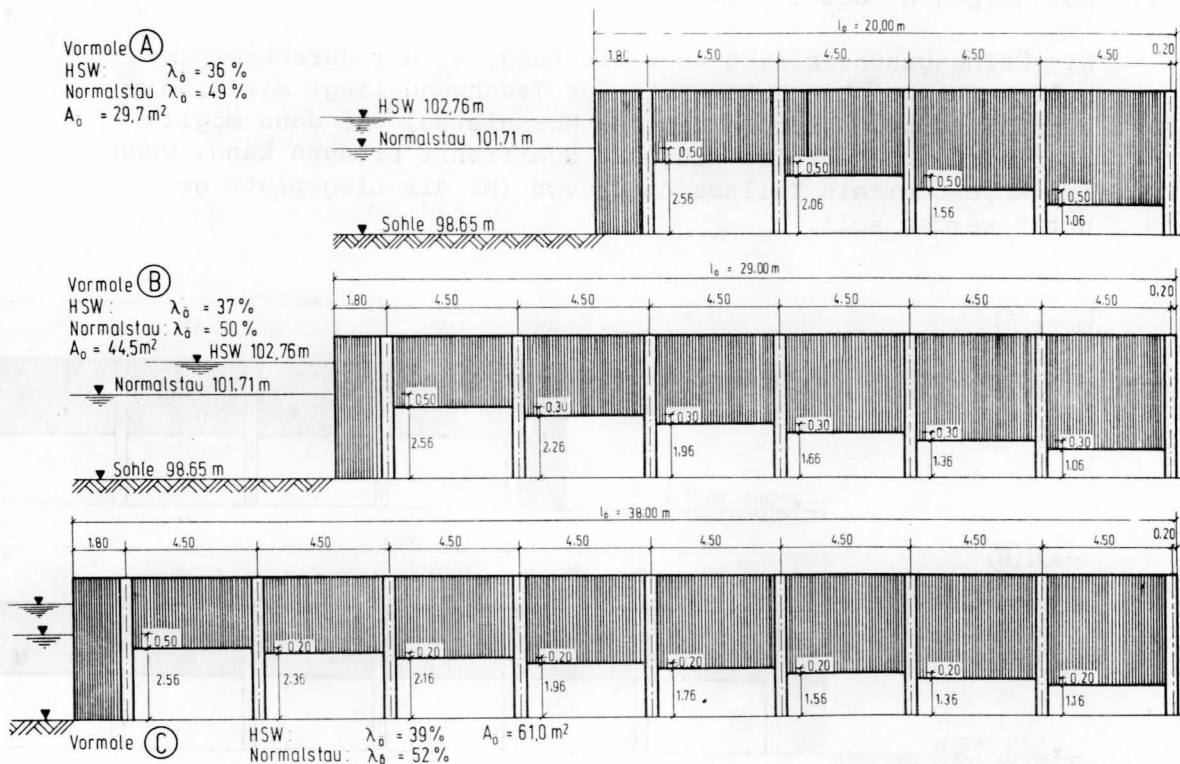 Vormole A
HSW: λö = 36 %
Normalstau λö = 49 %
Aö = 29,7 m²
HSW 102,76 m
Normalstau 101.71 m
Sohle 98.65 m
lö = 20,00 m
1.80 4.50 4.50 4.50 4.50 0.20
0,50 0,50 0,50 0,50
2.56 2.06 1.56 1.06
Vormole B
HSW: λö = 37 %
Normalstau: λö = 50 %
Aö = 44,5 m²
HSW 102,76 m
Normalstau 101.71 m
Sohle 98.65 m
lö = 29.00 m
1.80 4.50 4.50 4.50 4.50 4.50 4.50 0,20
0,50 0,30 0,30 0,30 0,30 0,30
2.56 2.26 1.96 1.66 1.36 1.06
lö = 38.00 m
1.80 4.50 4.50 4.50 4.50 4.50 4.50 4.50 4.50 0.20
0,50 0,20 0,20 0,20 0,20 0,20 0,20 0,20
2.56 2.36 2.16 1.96 1.76 1.56 1.36 1.16
Vormole C
HSW: λö = 39 % Aö = 61,0 m²
Normalstau: λö = 52 %